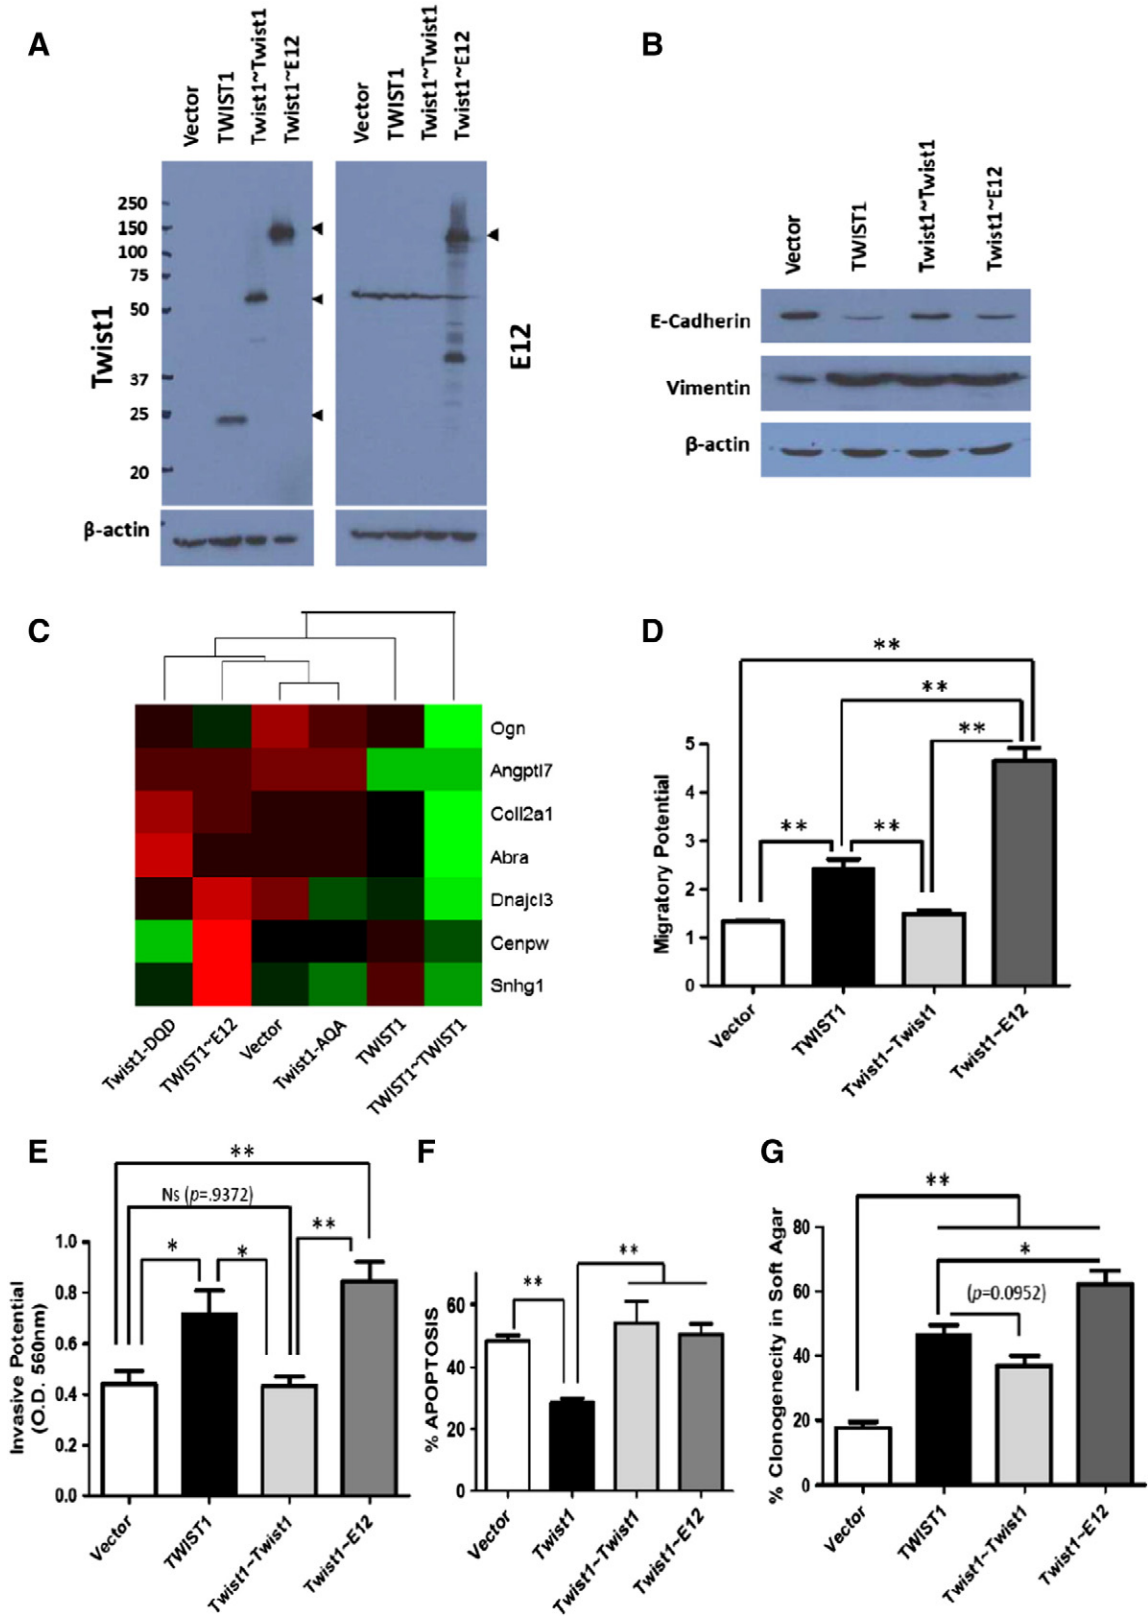 A
Vector
TWIST1
Twist1~Twist1
Twist1~E12
Vector
TWIST1
Twist1~Twist1
Twist1~E12
250
150
100
75
50
37
25
20
Twist1
E12
β-actin
B
Vector
TWIST1
Twist1~Twist1
Twist1~E12
E-Cadherin
Vimentin
β-actin
C
Ogn
Angptl7
Coll2a1
Abra
Dnajcl3
Cenpw
Snhg1
Twist1-DQD
TWIST1~E12
Vector
Twist1-AQA
TWIST1
TWIST1~TWIST1
D
**
**
**
** **
Migratory Potential
5
4
3
2
1
0
Vector
TWIST1
Twist1~Twist1
Twist1~E12
E
**
Ns (p=.9372)
* * **
Invasive Potential
(O.D. 560nm)
1.0
0.8
0.6
0.4
0.2
0.0
Vector
TWIST1
Twist1~Twist1
Twist1~E12
F
**
**
% APOPTOSIS
60
40
20
0
Vector
Twist1
Twist1~Twist1
Twist1~E12
G
**
*
(p=0.0952)
% Clonogenecity in Soft Agar
80
60
40
20
0
Vector
TWIST1
Twist1~Twist1
Twist1~E12